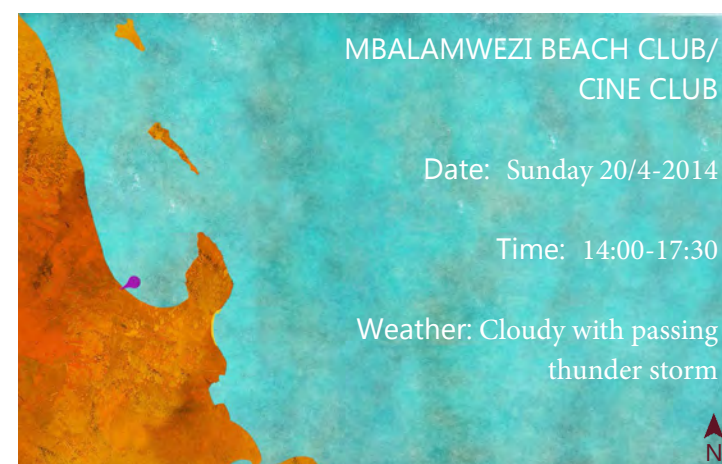 MBALAMWEZI BEACH CLUB/
CINE CLUB
Date: Sunday 20/4-2014
Time: 14:00-17:30
Weather: Cloudy with passing
thunder storm
N